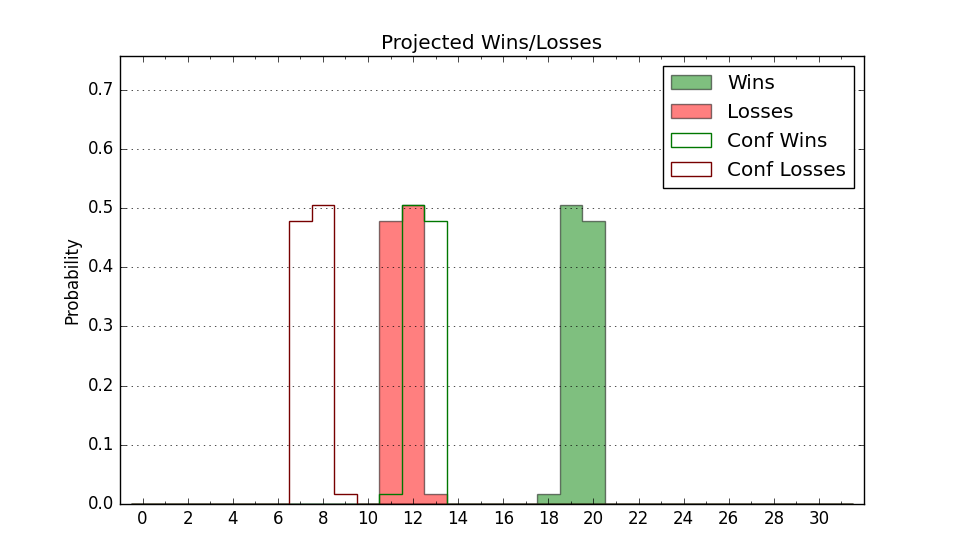 Projected Wins/Losses
Wins
Losses
Conf Wins
Conf Losses
Probability
0.7
0.6
0.5
0.4
0.3
0.2
0.1
0.0
0 2 4 6 8 10 12 14 16 18 20 22 24 26 28 30